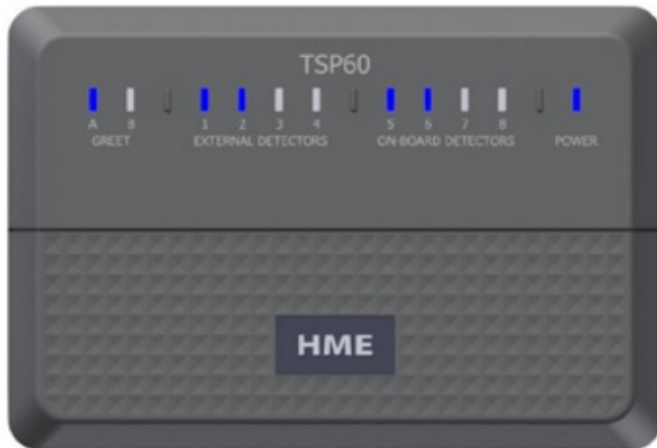 TSP60
A B 1 2 3 4 5 6 7 8
GREET EXTERNAL DETECTORS ON-BOARD DETECTORS POWER
HME